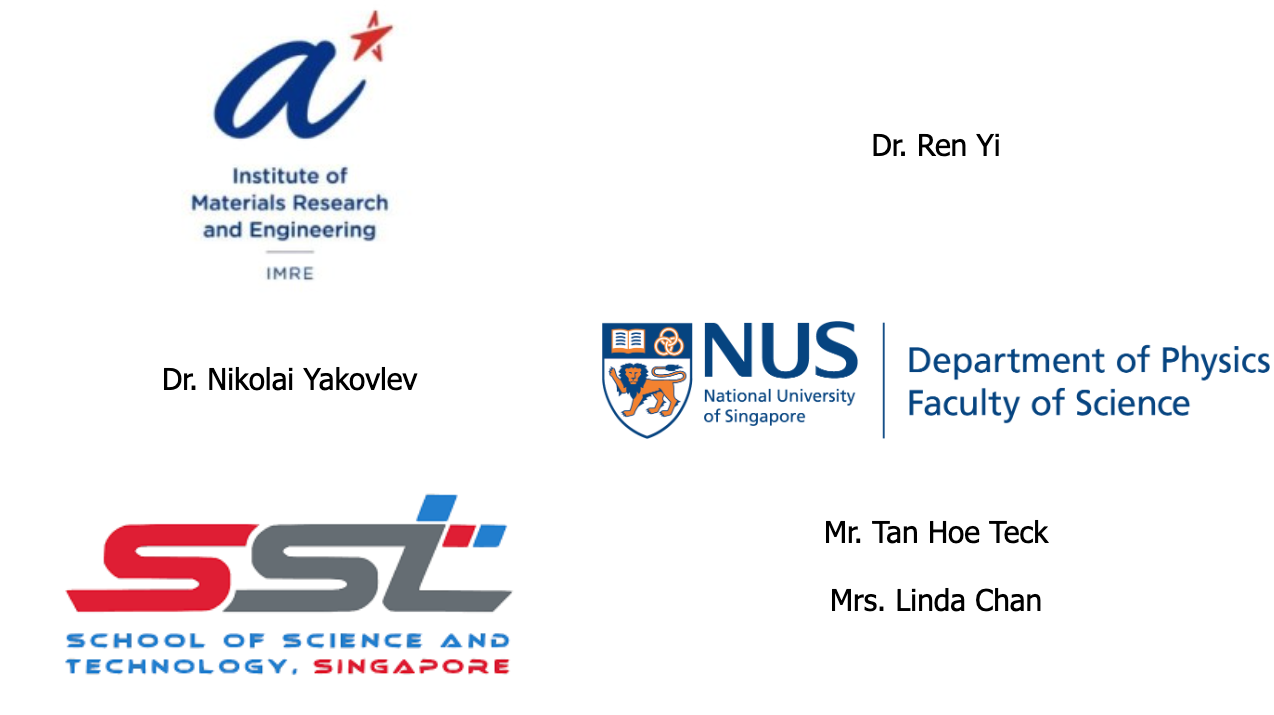 a
Institute of
Materials Research
and Engineering
IMRE
Dr. Ren Yi
Dr. Nikolai Yakovlev
NUS
National University
of Singapore
Department of Physics
Faculty of Science
SST
SCHOOL OF SCIENCE AND
TECHNOLOGY, SINGAPORE
Mr. Tan Hoe Teck
Mrs. Linda Chan